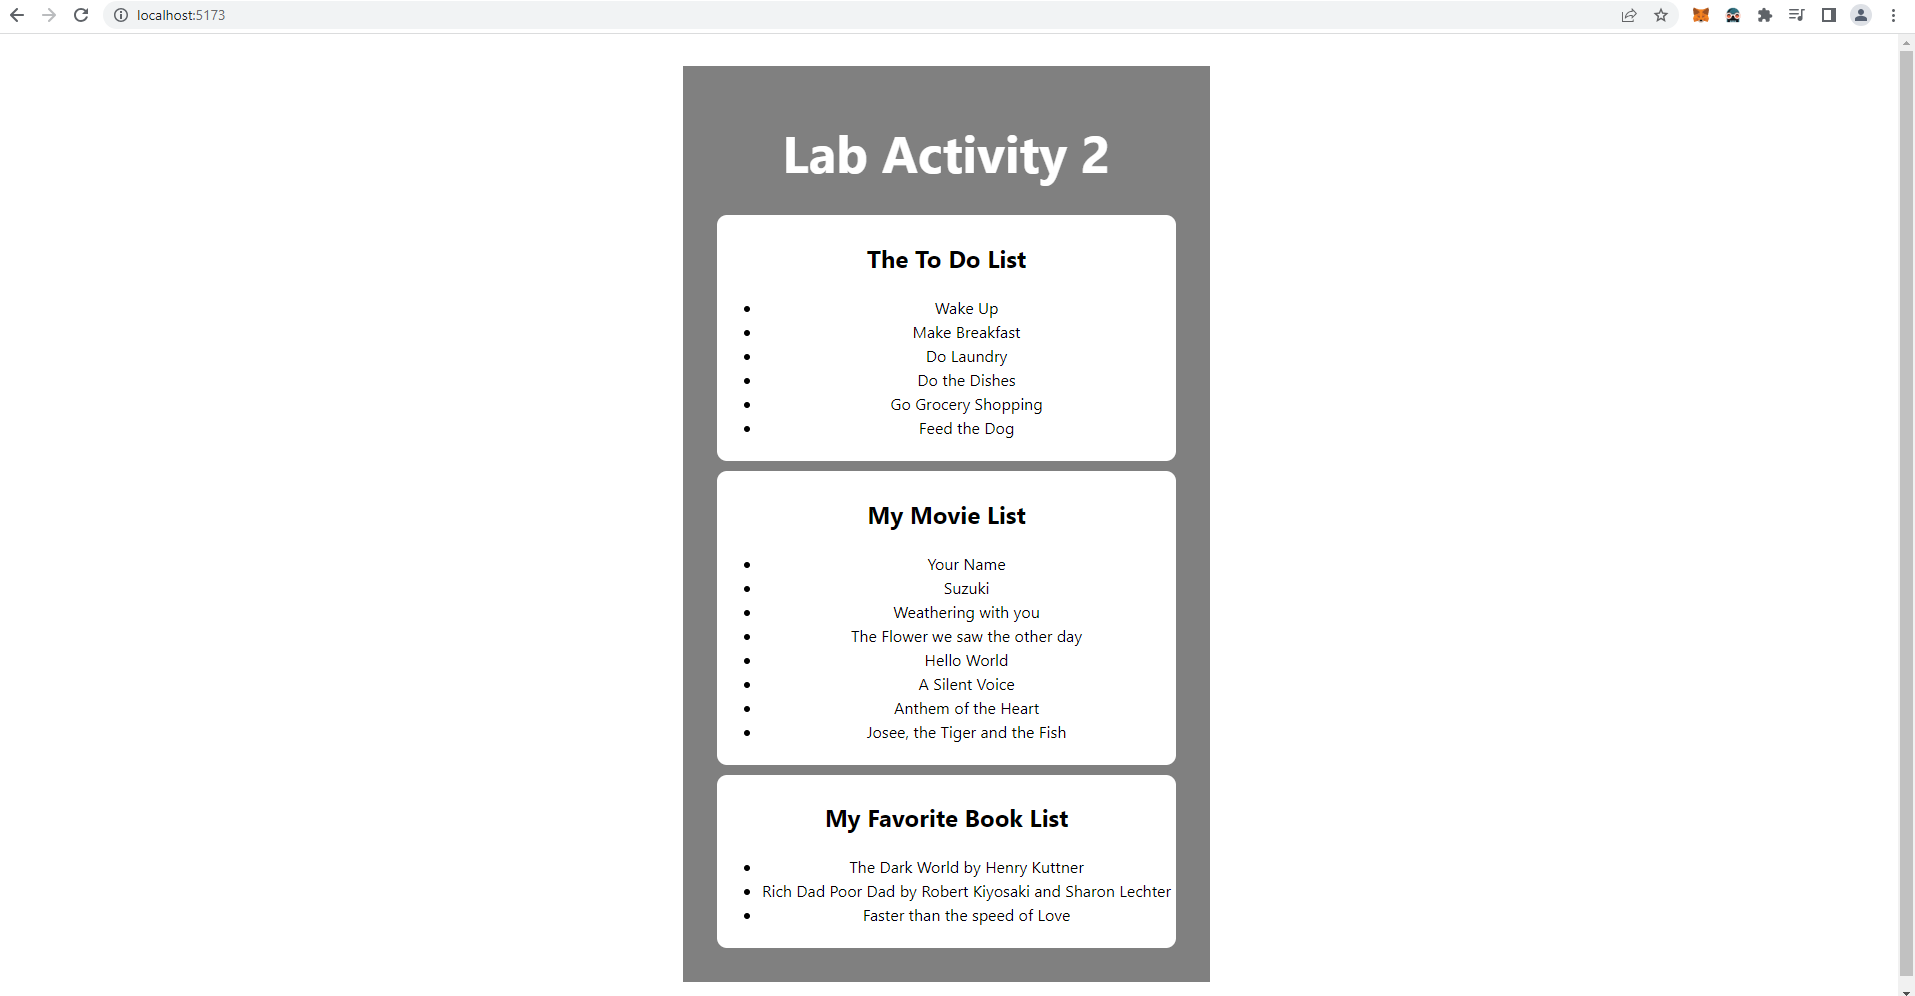 localhost:5173
Lab Activity 2
The To Do List
Wake Up
Make Breakfast
Do Laundry
Do the Dishes
Go Grocery Shopping
Feed the Dog
My Movie List
Your Name
Suzuki
Weathering with you
The Flower we saw the other day
Hello World
A Silent Voice
Anthem of the Heart
Josee, the Tiger and the Fish
My Favorite Book List
The Dark World by Henry Kuttner
Rich Dad Poor Dad by Robert Kiyosaki and Sharon Lechter
Faster than the speed of Love